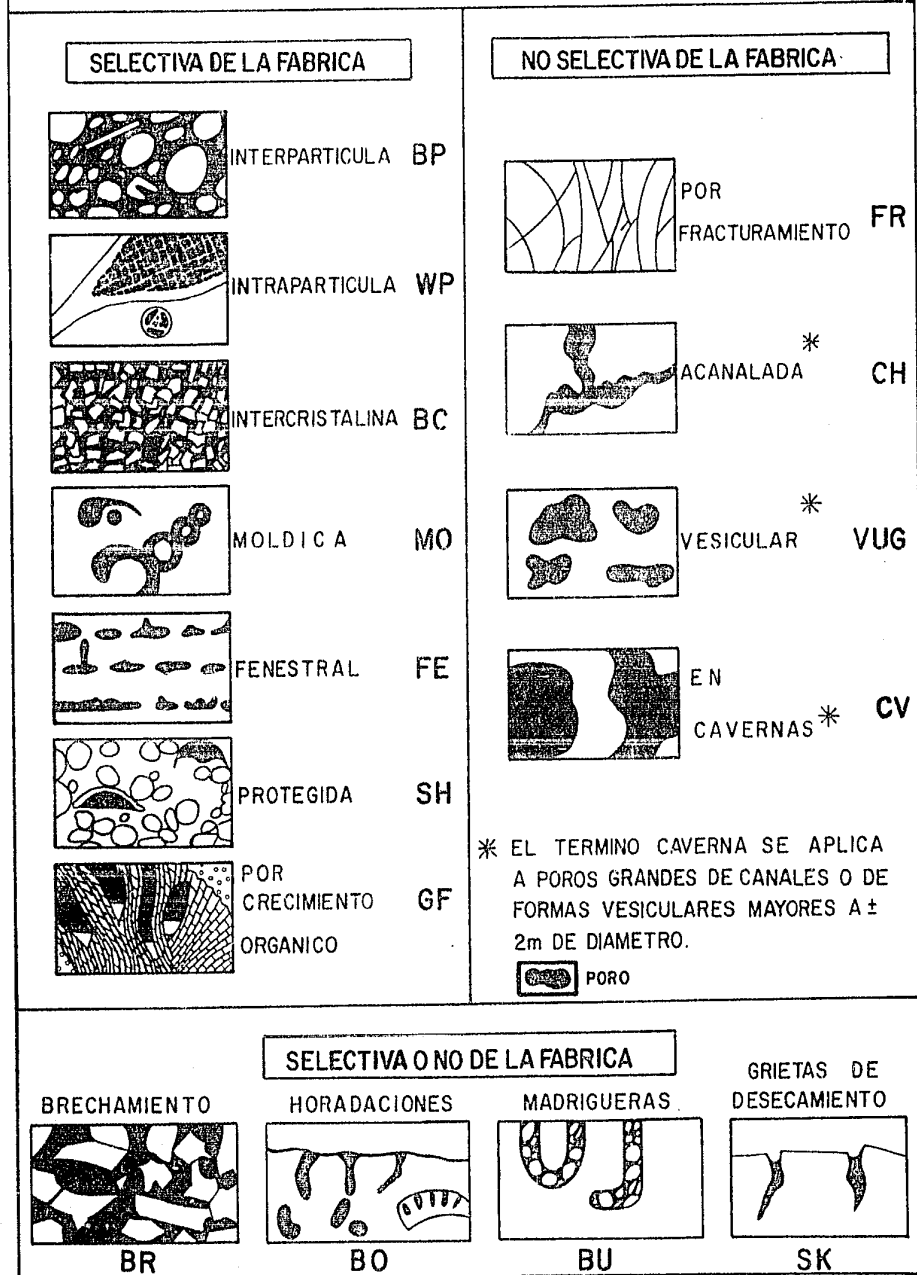 SELECTIVA DE LA FABRICA
INTERPARTICULA BP
INTRAPARTICULA WP
INTERCRISTALINA BC
MOLDICA MO
FENESTRAL FE
PROTEGIDA SH
POR
CRECIMIENTO GF
ORGANICO
NO SELECTIVA DE LA FABRICA
POR
FRACTURAMIENTO FR
ACANALADA * CH
VESICULAR * VUG
EN
CAVERNAS * CV
* EL TERMINO CAVERNA SE APLICA
A POROS GRANDES DE CANALES O DE
FORMAS VESICULARES MAYORES A ±
2m DE DIAMETRO.
PORO
SELECTIVA O NO DE LA FABRICA
BRECHAMIENTO
BR
HORADACIONES
BO
MADRIGUERAS
BU
GRIETAS DE
DESECAMIENTO
SK